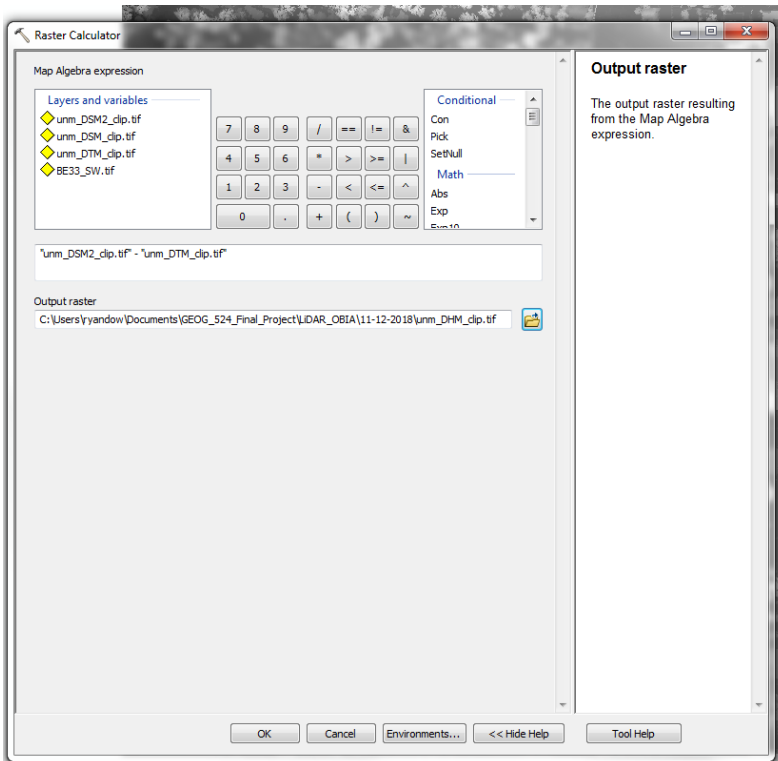 Raster Calculator
Map Algebra expression
Layers and variables
unm_DSM2_clip.tif
unm_DSM_clip.tif
unm_DTM_clip.tif
BE33_SW.tif
7 8 9 / == != &
4 5 6 * > >= |
1 2 3 - < <= ^
0 . + ( ) ~
Conditional
Con
Pick
SetNull
Math
Abs
Exp
Exp10
"unm_DSM2_clip.tif" - "unm_DTM_clip.tif"
Output raster
C:\Users\ryandow\Documents\GEOG_524_Final_Project\LiDAR_OBIA\11-12-2018\unm_DHM_clip.tif
OK Cancel Environments... << Hide Help
Output raster
The output raster resulting
from the Map Algebra
expression.
Tool Help